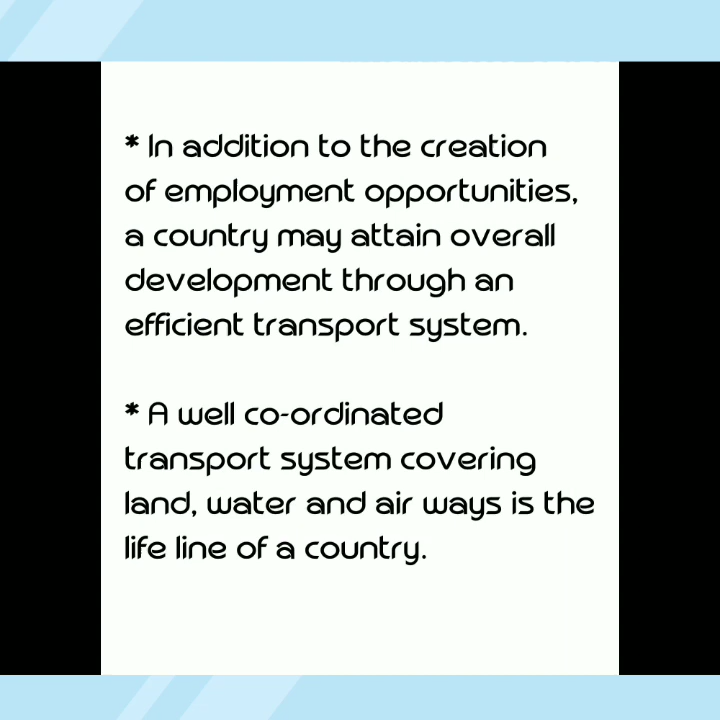 * In addition to the creation
of employment opportunities,
a country may attain overall
development through an
efficient transport system.
* A well co-ordinated
transport system covering
land, water and air ways is the
life line of a country.